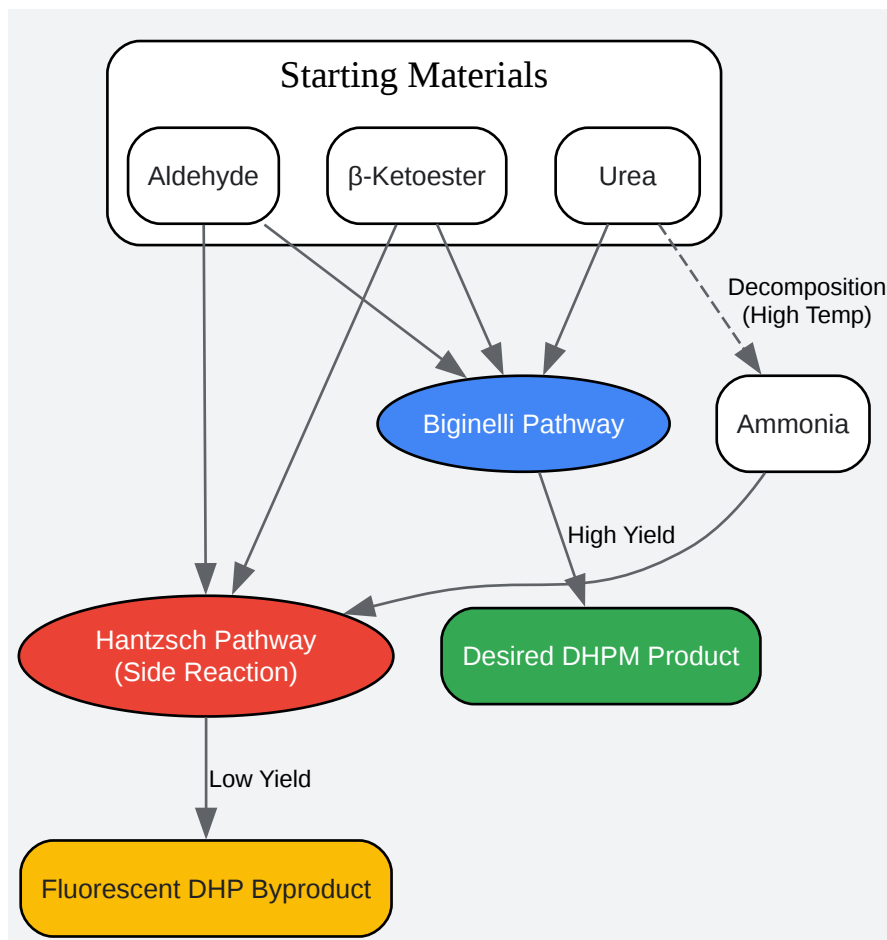 Starting Materials
Aldehyde
β-Ketoester
Urea
Decomposition
(High Temp)
Biginelli Pathway
Ammonia
High Yield
Hantzsch Pathway
(Side Reaction)
Desired DHPM Product
Low Yield
Fluorescent DHP Byproduct